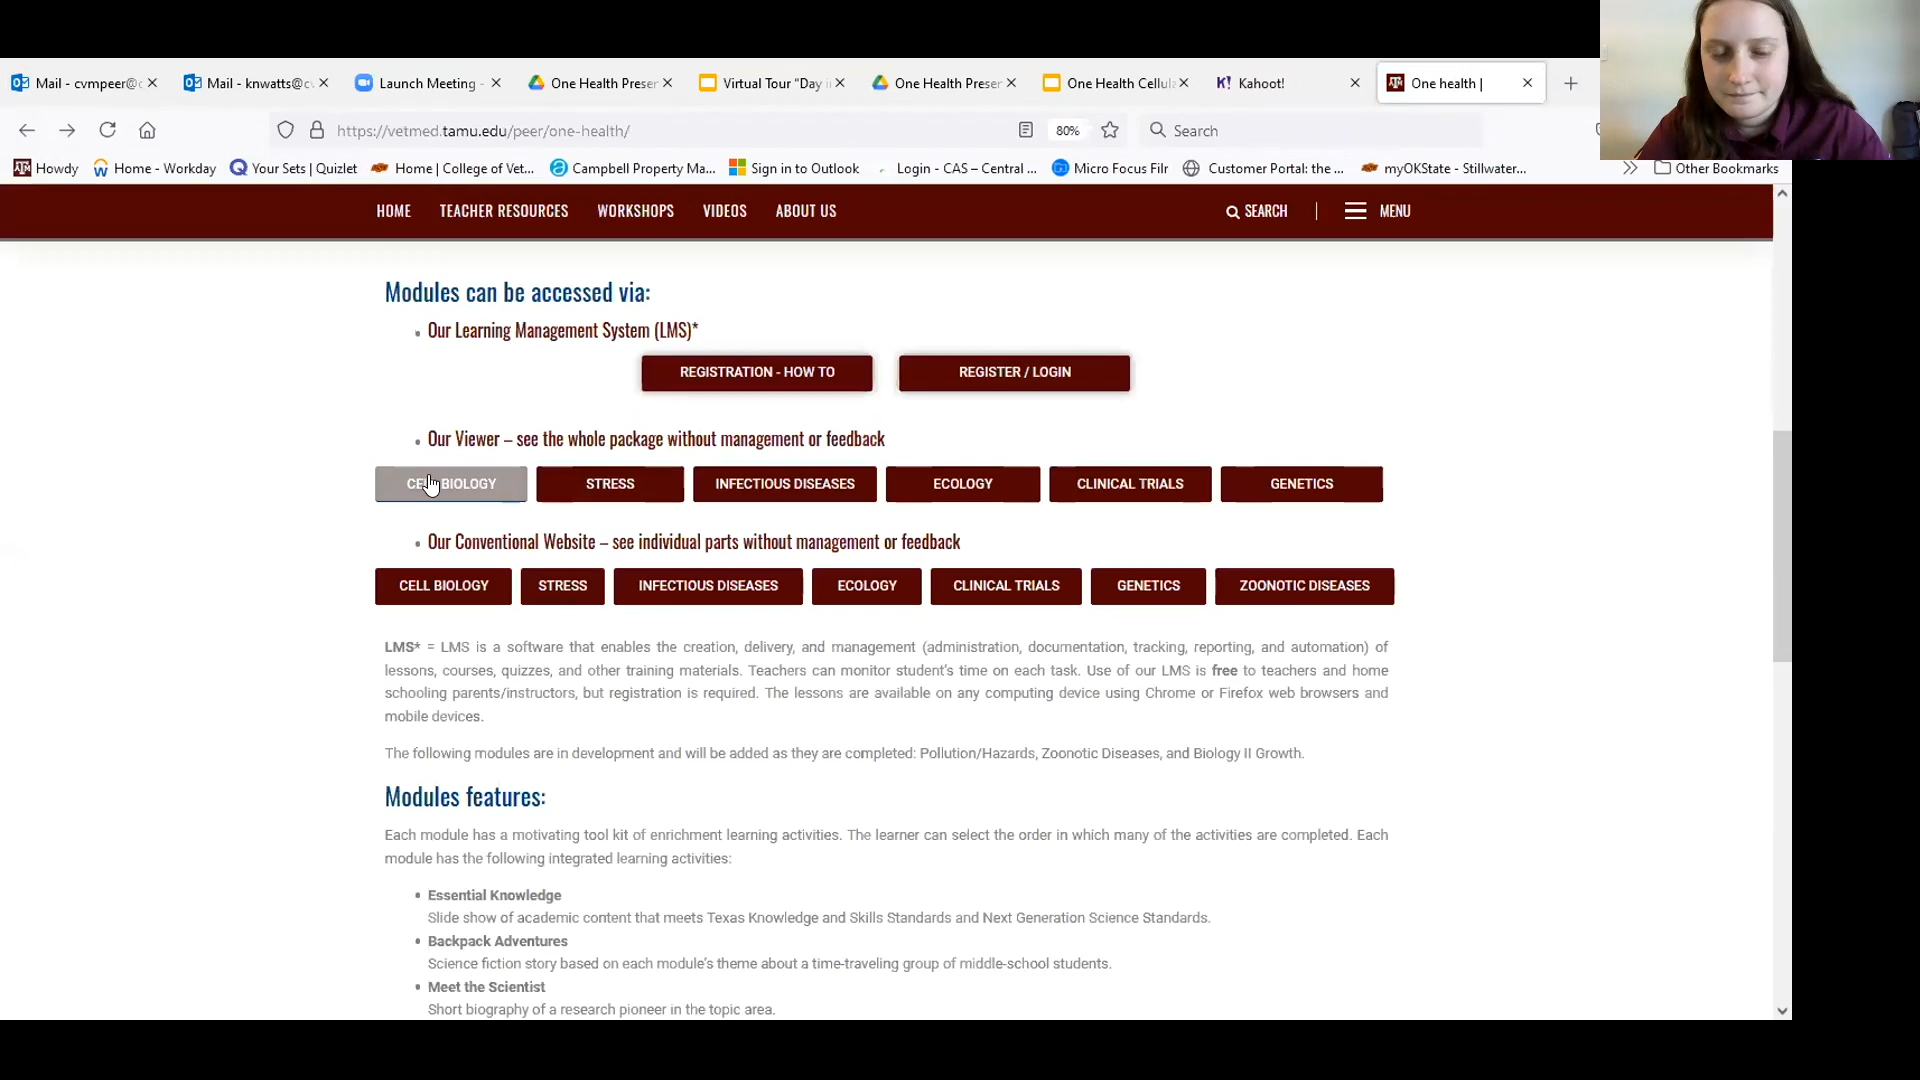 Mail - cvmpeer@c
Mail - knwatts@cv
Launch Meeting -
One Health Presen
Virtual Tour "Day i
One Health Presen
One Health Cellul
K! Kahoot!
One health |
https://vetmed.tamu.edu/peer/one-health/
80%
Search
Howdy
Home - Workday
Your Sets | Quizlet
Home | College of Vet...
Campbell Property Ma...
Sign in to Outlook
Login - CAS – Central ...
Micro Focus Filr
Customer Portal: the ...
myOKState - Stillwater...
Other Bookmarks
HOME TEACHER RESOURCES WORKSHOPS VIDEOS ABOUT US SEARCH MENU
Modules can be accessed via:
Our Learning Management System (LMS)*
REGISTRATION - HOW TO REGISTER / LOGIN
Our Viewer – see the whole package without management or feedback
CELL BIOLOGY STRESS INFECTIOUS DISEASES ECOLOGY CLINICAL TRIALS GENETICS
Our Conventional Website – see individual parts without management or feedback
CELL BIOLOGY STRESS INFECTIOUS DISEASES ECOLOGY CLINICAL TRIALS GENETICS ZOONOTIC DISEASES
LMS* = LMS is a software that enables the creation, delivery, and management (administration, documentation, tracking, reporting, and automation) of
lessons, courses, quizzes, and other training materials. Teachers can monitor student's time on each task. Use of our LMS is free to teachers and home
schooling parents/instructors, but registration is required. The lessons are available on any computing device using Chrome or Firefox web browsers and
mobile devices.
The following modules are in development and will be added as they are completed: Pollution/Hazards, Zoonotic Diseases, and Biology II Growth.
Modules features:
Each module has a motivating tool kit of enrichment learning activities. The learner can select the order in which many of the activities are completed. Each
module has the following integrated learning activities:
Essential Knowledge
Slide show of academic content that meets Texas Knowledge and Skills Standards and Next Generation Science Standards.
Backpack Adventures
Science fiction story based on each module's theme about a time-traveling group of middle-school students.
Meet the Scientist
Short biography of a research pioneer in the topic area.